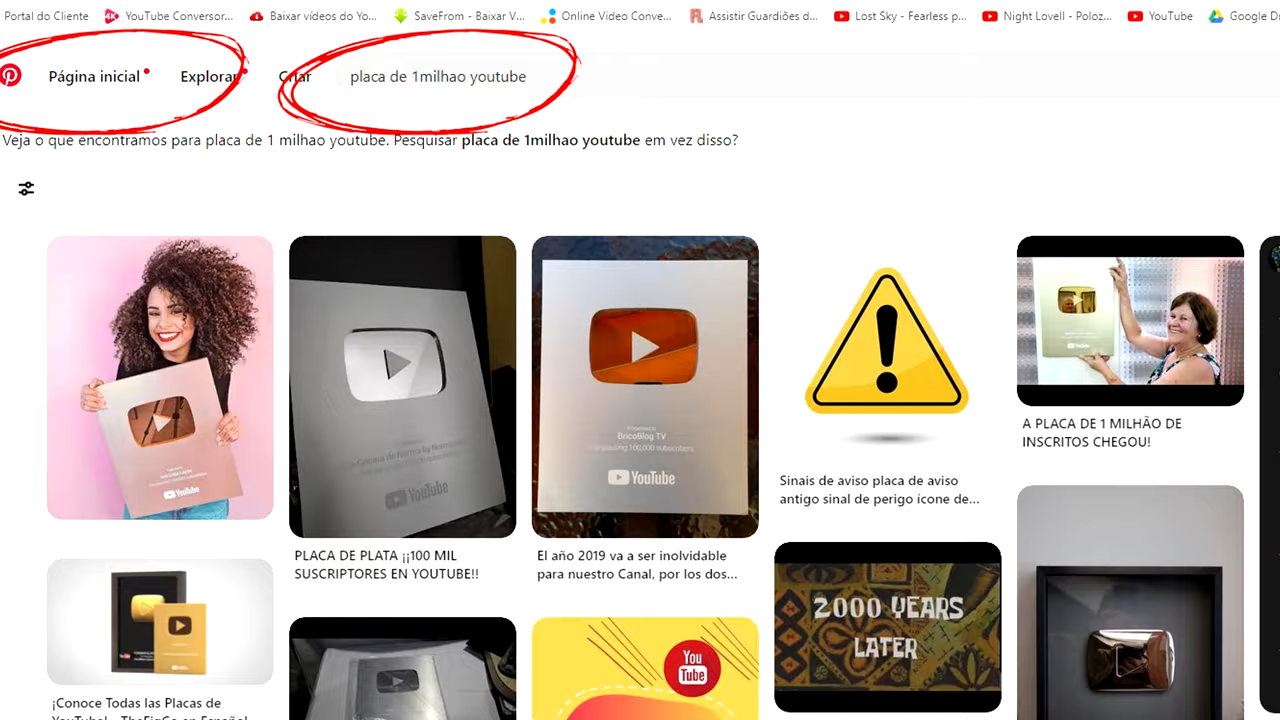 Portal do Cliente
YouTube Conversor...
Baixar vídeos do Yo...
SaveFrom - Baixar V...
Online Video Conve...
Assistir Guardiões d...
Lost Sky - Fearless p...
Night Lovell - Poloz...
YouTube
Google D
Página inicial
Explorar
Criar
placa de 1milhao youtube
Veja o que encontramos para placa de 1 milhao youtube. Pesquisar placa de 1milhao youtube em vez disso?
YouTube
YouTube
PLACA DE PLATA ¡¡100 MIL
SUSCRIPTORES EN YOUTUBE!!
BricoBlog TV
YouTube
El año 2019 va a ser inolvidable
para nuestro Canal, por los dos...
Sinais de aviso placa de aviso
antigo sinal de perigo ícone de...
YouTube
A PLACA DE 1 MILHÃO DE
INSCRITOS CHEGOU!
¡Conoce Todas las Placas de
You
Tube
2000 YEARS
LATER